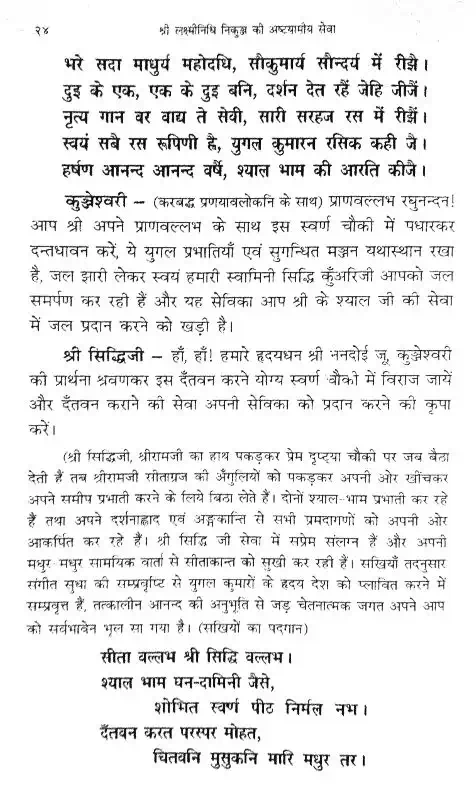 २४ श्री लक्ष्मीनिधि निकुञ्ज की अष्टयामीय सेवा
भरे सदा माधुर्य महोदधि, सौकुमार्य सौन्दर्य में रीझै।
दुइ के एक, एक के दुइ बनि, दर्शन देत रहैं जेहि जीजैं।
नृत्य गान वर वाद्य ते सेवी, सारी सरहज रस में रीझैं।
स्वयं सबै रस रूपिणी ह्वै, युगल कुमारन रसिक कही जै।
हर्षण आनन्द आनन्द वर्षै, श्याल भाम की आरति कीजै।
कुञ्जेश्वरी – (करबद्ध प्रणयावलोकनि के साथ) प्राणवल्लभ रघुनन्दन!
आप श्री अपने प्राणवल्लभ के साथ इस स्वर्ण चौकी में पधारकर
दन्तधावन करें, ये युगल प्रभातियाँ एवं सुगन्धित मञ्जन यथास्थान रखा
है, जल झारी लेकर स्वयं हमारी स्वामिनी सिद्धि कुँअरिजी आपको जल
समर्पण कर रही हैं और यह सेविका आप श्री के श्याल जी की सेवा
में जल प्रदान करने को खड़ी है।
श्री सिद्धिजी – हाँ, हाँ! हमारे हृदयधन श्री ननदोई जू, कुञ्जेश्वरी
की प्रार्थना श्रवणकर इस दँतवन करने योग्य स्वर्ण चौकी में विराज जायें
और दँतवन कराने की सेवा अपनी सेविका को प्रदान करने की कृपा
करें।
(श्री सिद्धिजी, श्रीरामजी का हाथ पकड़कर प्रेम दृष्ट्या चौकी पर जब बैठा
देती हैं तब श्रीरामजी सीताग्रज की अँगुलियों को पकड़कर अपनी ओर खींचकर
अपने समीप प्रभाती करने के लिये बिठा लेते हैं। दोनों श्याल-भाम प्रभाती कर रहे
हैं तथा अपने दर्शनाह्लाद एवं अङ्गकान्ति से सभी प्रमदागणों को अपनी ओर
आकर्षित कर रहे हैं। श्री सिद्धि जी सेवा में सप्रेम संलग्न हैं और अपनी
मधुर-मधुर सामयिक वार्ता से सीताकान्त को सुखी कर रही हैं। सखियाँ तदनुसार
संगीत सुधा की सम्प्रवृष्टि से युगल कुमारों के हृदय देश को प्लावित करने में
सम्प्रवृत्त हैं, तत्कालीन आनन्द की अनुभूति से जड़ चेतनात्मक जगत अपने आप
को सर्वभावेन भूल सा गया है। (सखियों का पदगान)
सीता वल्लभ श्री सिद्धि वल्लभ।
श्याल भाम घन-दामिनी जैसे,
शोभित स्वर्ण पीठ निर्मल नभ।
दँतवन करत परस्पर मोहत,
चितवनि मुसुकनि मारि मधुर तर।